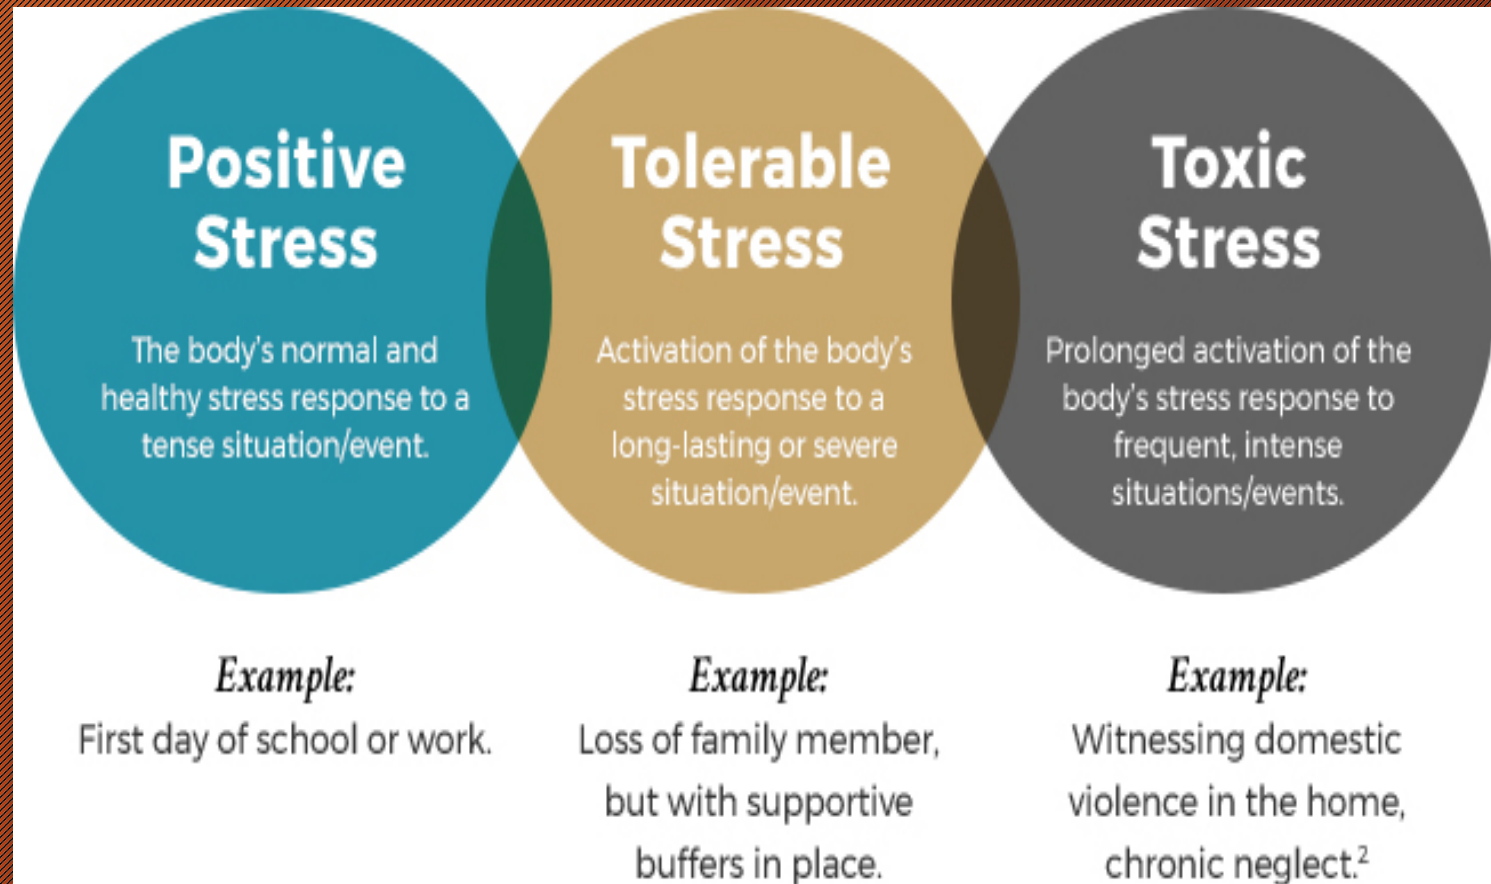 Positive
Stress
The body's normal and
healthy stress response to a
tense situation/event.
Example:
First day of school or work.
Tolerable
Stress
Activation of the body's
stress response to a
long-lasting or severe
situation/event.
Example:
Loss of family member,
but with supportive
buffers in place.
Toxic
Stress
Prolonged activation of the
body's stress response to
frequent, intense
situations/events.
Example:
Witnessing domestic
violence in the home,
chronic neglect.²